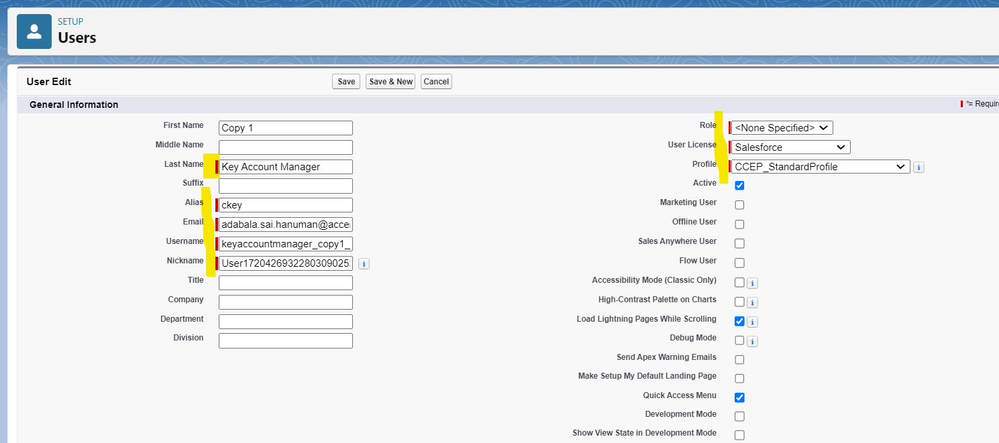 SETUP
Users
User Edit
Save
Save & New
Cancel
General Information
*= Require
First Name
Copy 1
Middle Name
Last Name
Key Account Manager
Suffix
Alias
ckey
Email
adabala.sai.hanuman@acce
Username
keyaccountmanager_copy1_
Nickname
Title
Company
Department
Division
Role
<None Specified>
User License
Salesforce
Profile
CCEP_StandardProfile
Active
Marketing User
Offline User
Sales Anywhere User
Flow User
Accessibility Mode (Classic Only)
High-Contrast Palette on Charts
Load Lightning Pages While Scrolling
Debug Mode
Send Apex Warning Emails
Make Setup My Default Landing Page
Quick Access Menu
Development Mode
Show View State in Development Mode